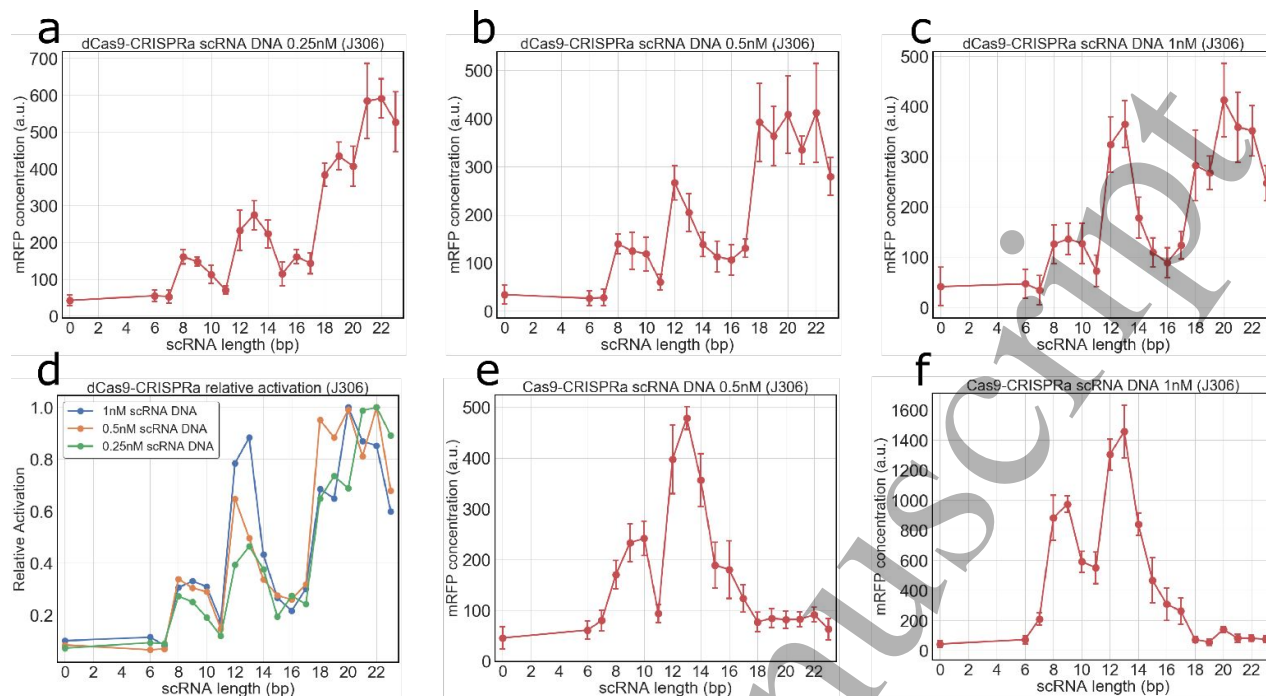 a
dCas9-CRISPRa scRNA DNA 0.25nM (J306)
mRFP concentration (a.u.)
700
600
500
400
300
200
100
0
0 2 4 6 8 10 12 14 16 18 20 22
scRNA length (bp)
b
dCas9-CRISPRa scRNA DNA 0.5nM (J306)
mRFP concentration (a.u.)
500
400
300
200
100
0
0 2 4 6 8 10 12 14 16 18 20 22
scRNA length (bp)
c
dCas9-CRISPRa scRNA DNA 1nM (J306)
mRFP concentration (a.u.)
500
400
300
200
100
0
0 2 4 6 8 10 12 14 16 18 20 22
scRNA length (bp)
d
dCas9-CRISPRa relative activation (J306)
Relative Activation
1.0
0.8
0.6
0.4
0.2
1nM scRNA DNA
0.5nM scRNA DNA
0.25nM scRNA DNA
0 2 4 6 8 10 12 14 16 18 20 22
scRNA length (bp)
e
Cas9-CRISPRa scRNA DNA 0.5nM (J306)
mRFP concentration (a.u.)
500
400
300
200
100
0
0 2 4 6 8 10 12 14 16 18 20 22
scRNA length (bp)
f
Cas9-CRISPRa scRNA DNA 1nM (J306)
mRFP concentration (a.u.)
1600
1400
1200
1000
800
600
400
200
0
0 2 4 6 8 10 12 14 16 18 20 22
scRNA length (bp)
nuscript